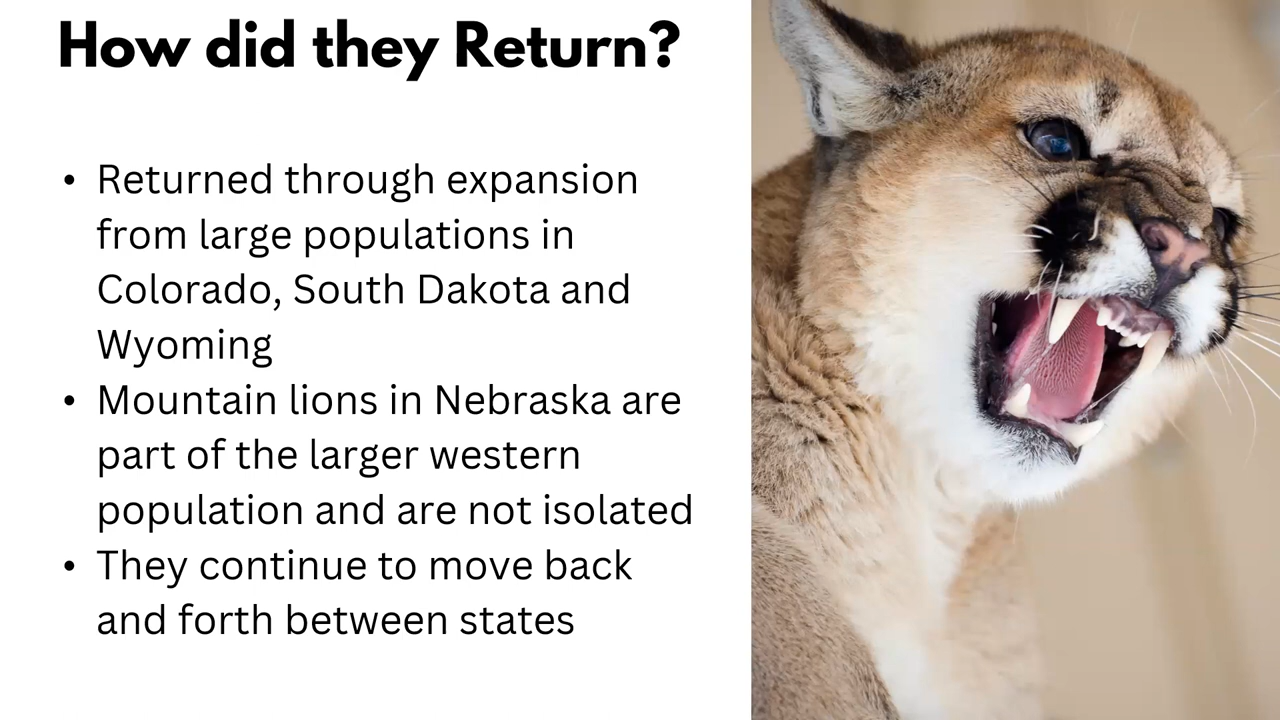 How did they Return?
• Returned through expansion
from large populations in
Colorado, South Dakota and
Wyoming
• Mountain lions in Nebraska are
part of the larger western
population and are not isolated
• They continue to move back
and forth between states